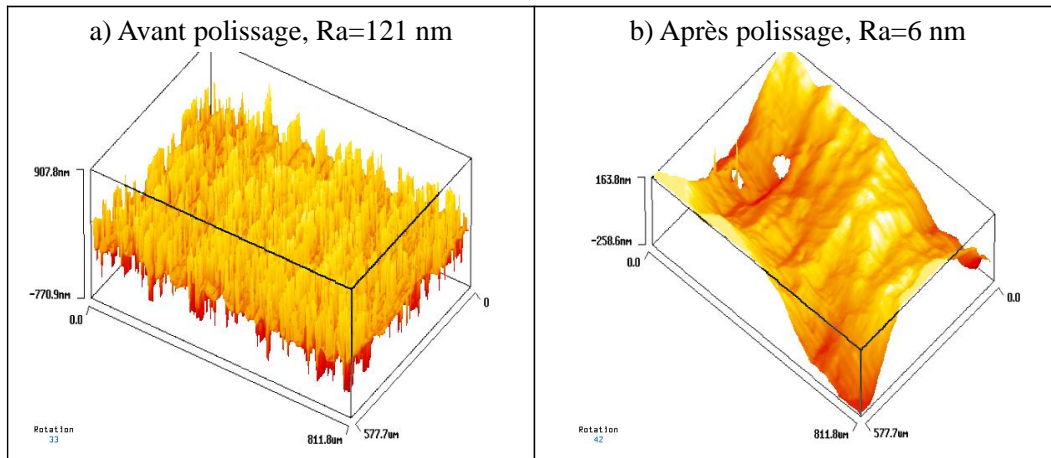 a) Avant polissage, Ra=121 nm
907.8nm
-770.9nm
0.0
0
811.8um
577.7um
Rotation
33
b) Après polissage, Ra=6 nm
163.8nm
-258.6nm
0.0
0.0
811.8um
577.7um
Rotation
42